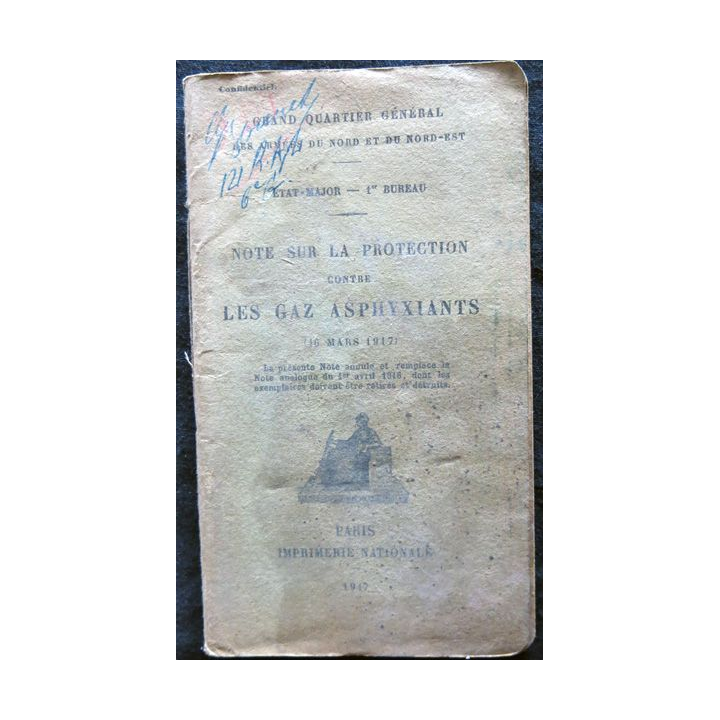 Confidentiel.
GRAND QUARTIER GÉNÉRAL
DES ARMÉES DU NORD ET DU NORD-EST
ÉTAT-MAJOR — 1er BUREAU
NOTE SUR LA PROTECTION
CONTRE
LES GAZ ASPHYXIANTS
(16 MARS 1917)
La présente Note annule et remplace la
Note analogue du 1er avril 1916, dont les
exemplaires doivent être retirés et détruits.
PARIS
IMPRIMERIE NATIONALE
1917